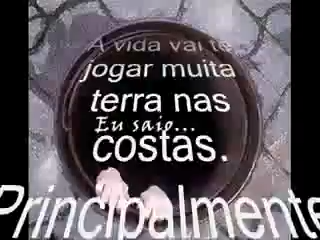 A vida vai te
jogar muita
terra nas
Eu saio...
costas.
Principalmente